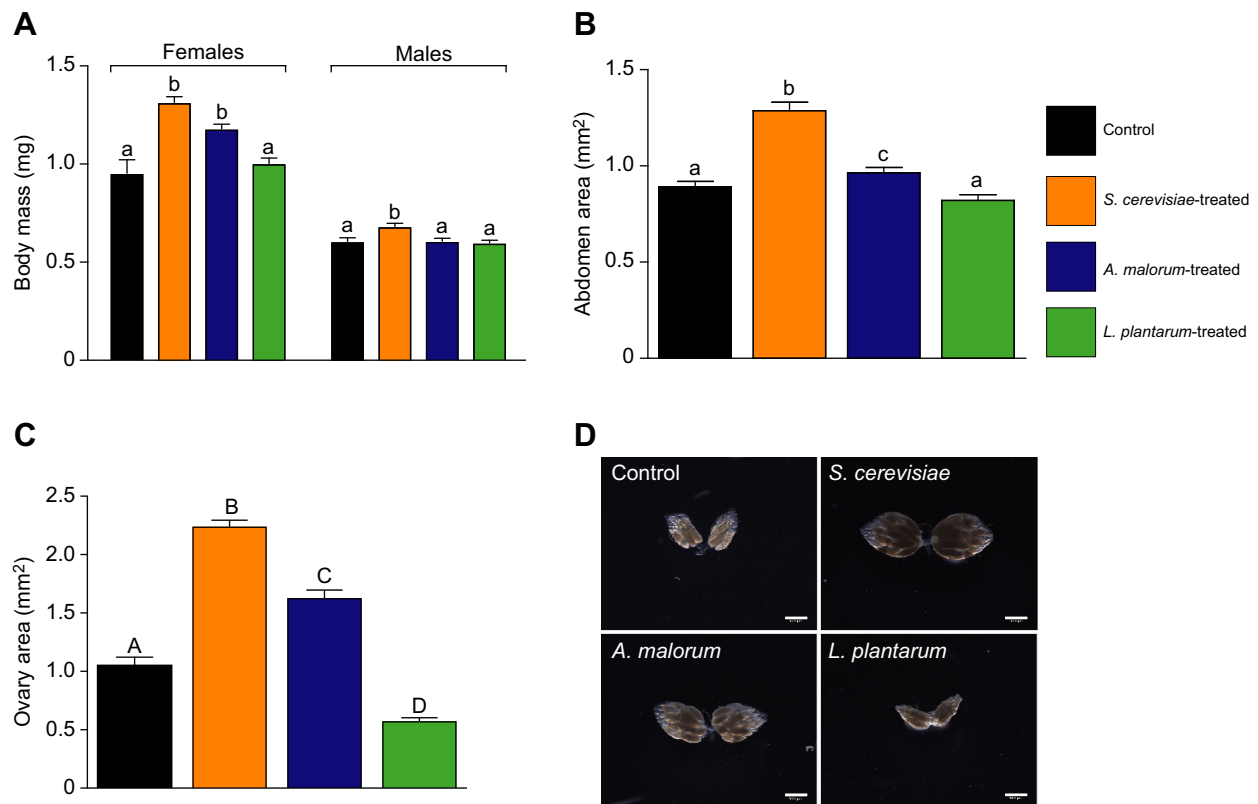 A
Females
Males
1.5
1.0
0.5
0
Body mass (mg)
a
b
b
a
a
b
a
a
B
1.5
1.0
0.5
0
Abdomen area (mm²)
a
b
c
a
Control
S. cerevisiae-treated
A. malorum-treated
L. plantarum-treated
C
2.5
2.0
1.5
1.0
0.5
0
Ovary area (mm²)
A
B
C
D
D
Control
S. cerevisiae
A. malorum
L. plantarum